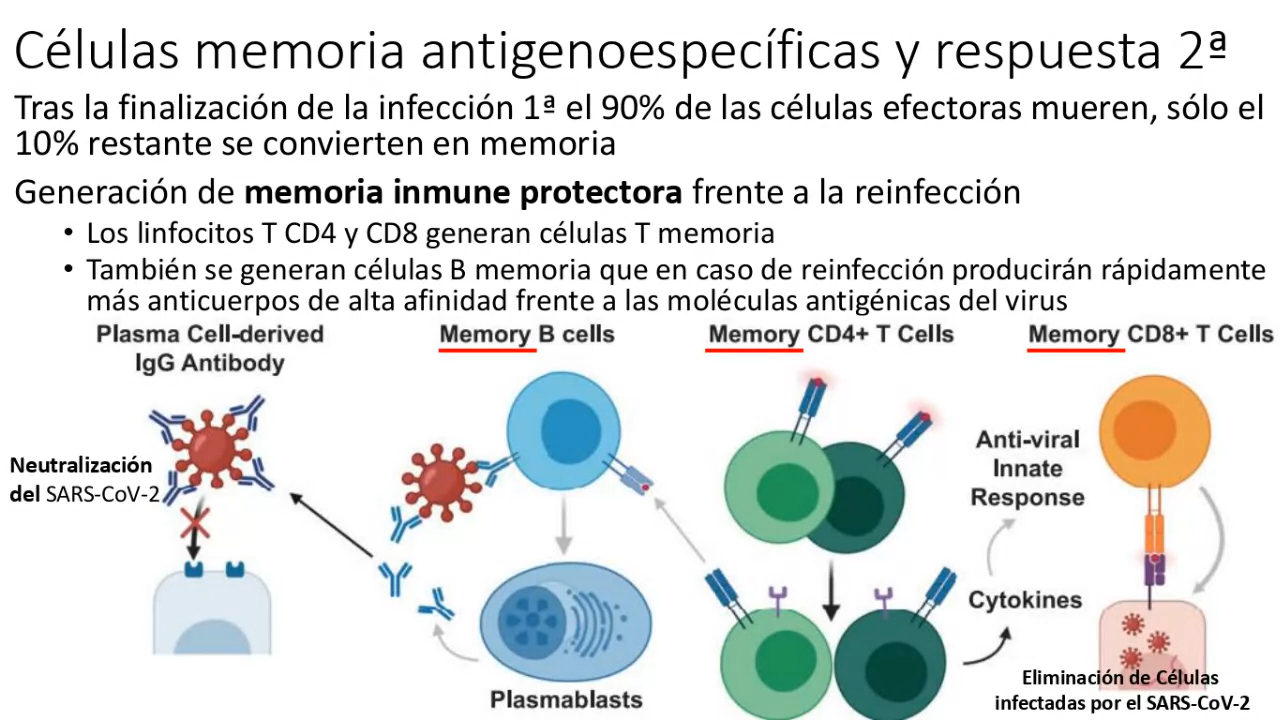 Células memoria antigenoespecíficas y respuesta 2ª
Tras la finalización de la infección 1ª el 90% de las células efectoras mueren, sólo el
10% restante se convierten en memoria
Generación de memoria inmune protectora frente a la reinfección
• Los linfocitos T CD4 y CD8 generan células T memoria
• También se generan células B memoria que en caso de reinfección producirán rápidamente
más anticuerpos de alta afinidad frente a las moléculas antigénicas del virus
Plasma Cell-derived
IgG Antibody
Memory B cells
Memory CD4+ T Cells
Memory CD8+ T Cells
Neutralización
del SARS-CoV-2
Anti-viral
Innate
Response
Cytokines
Plasmablasts
Eliminación de Células
infectadas por el SARS-CoV-2